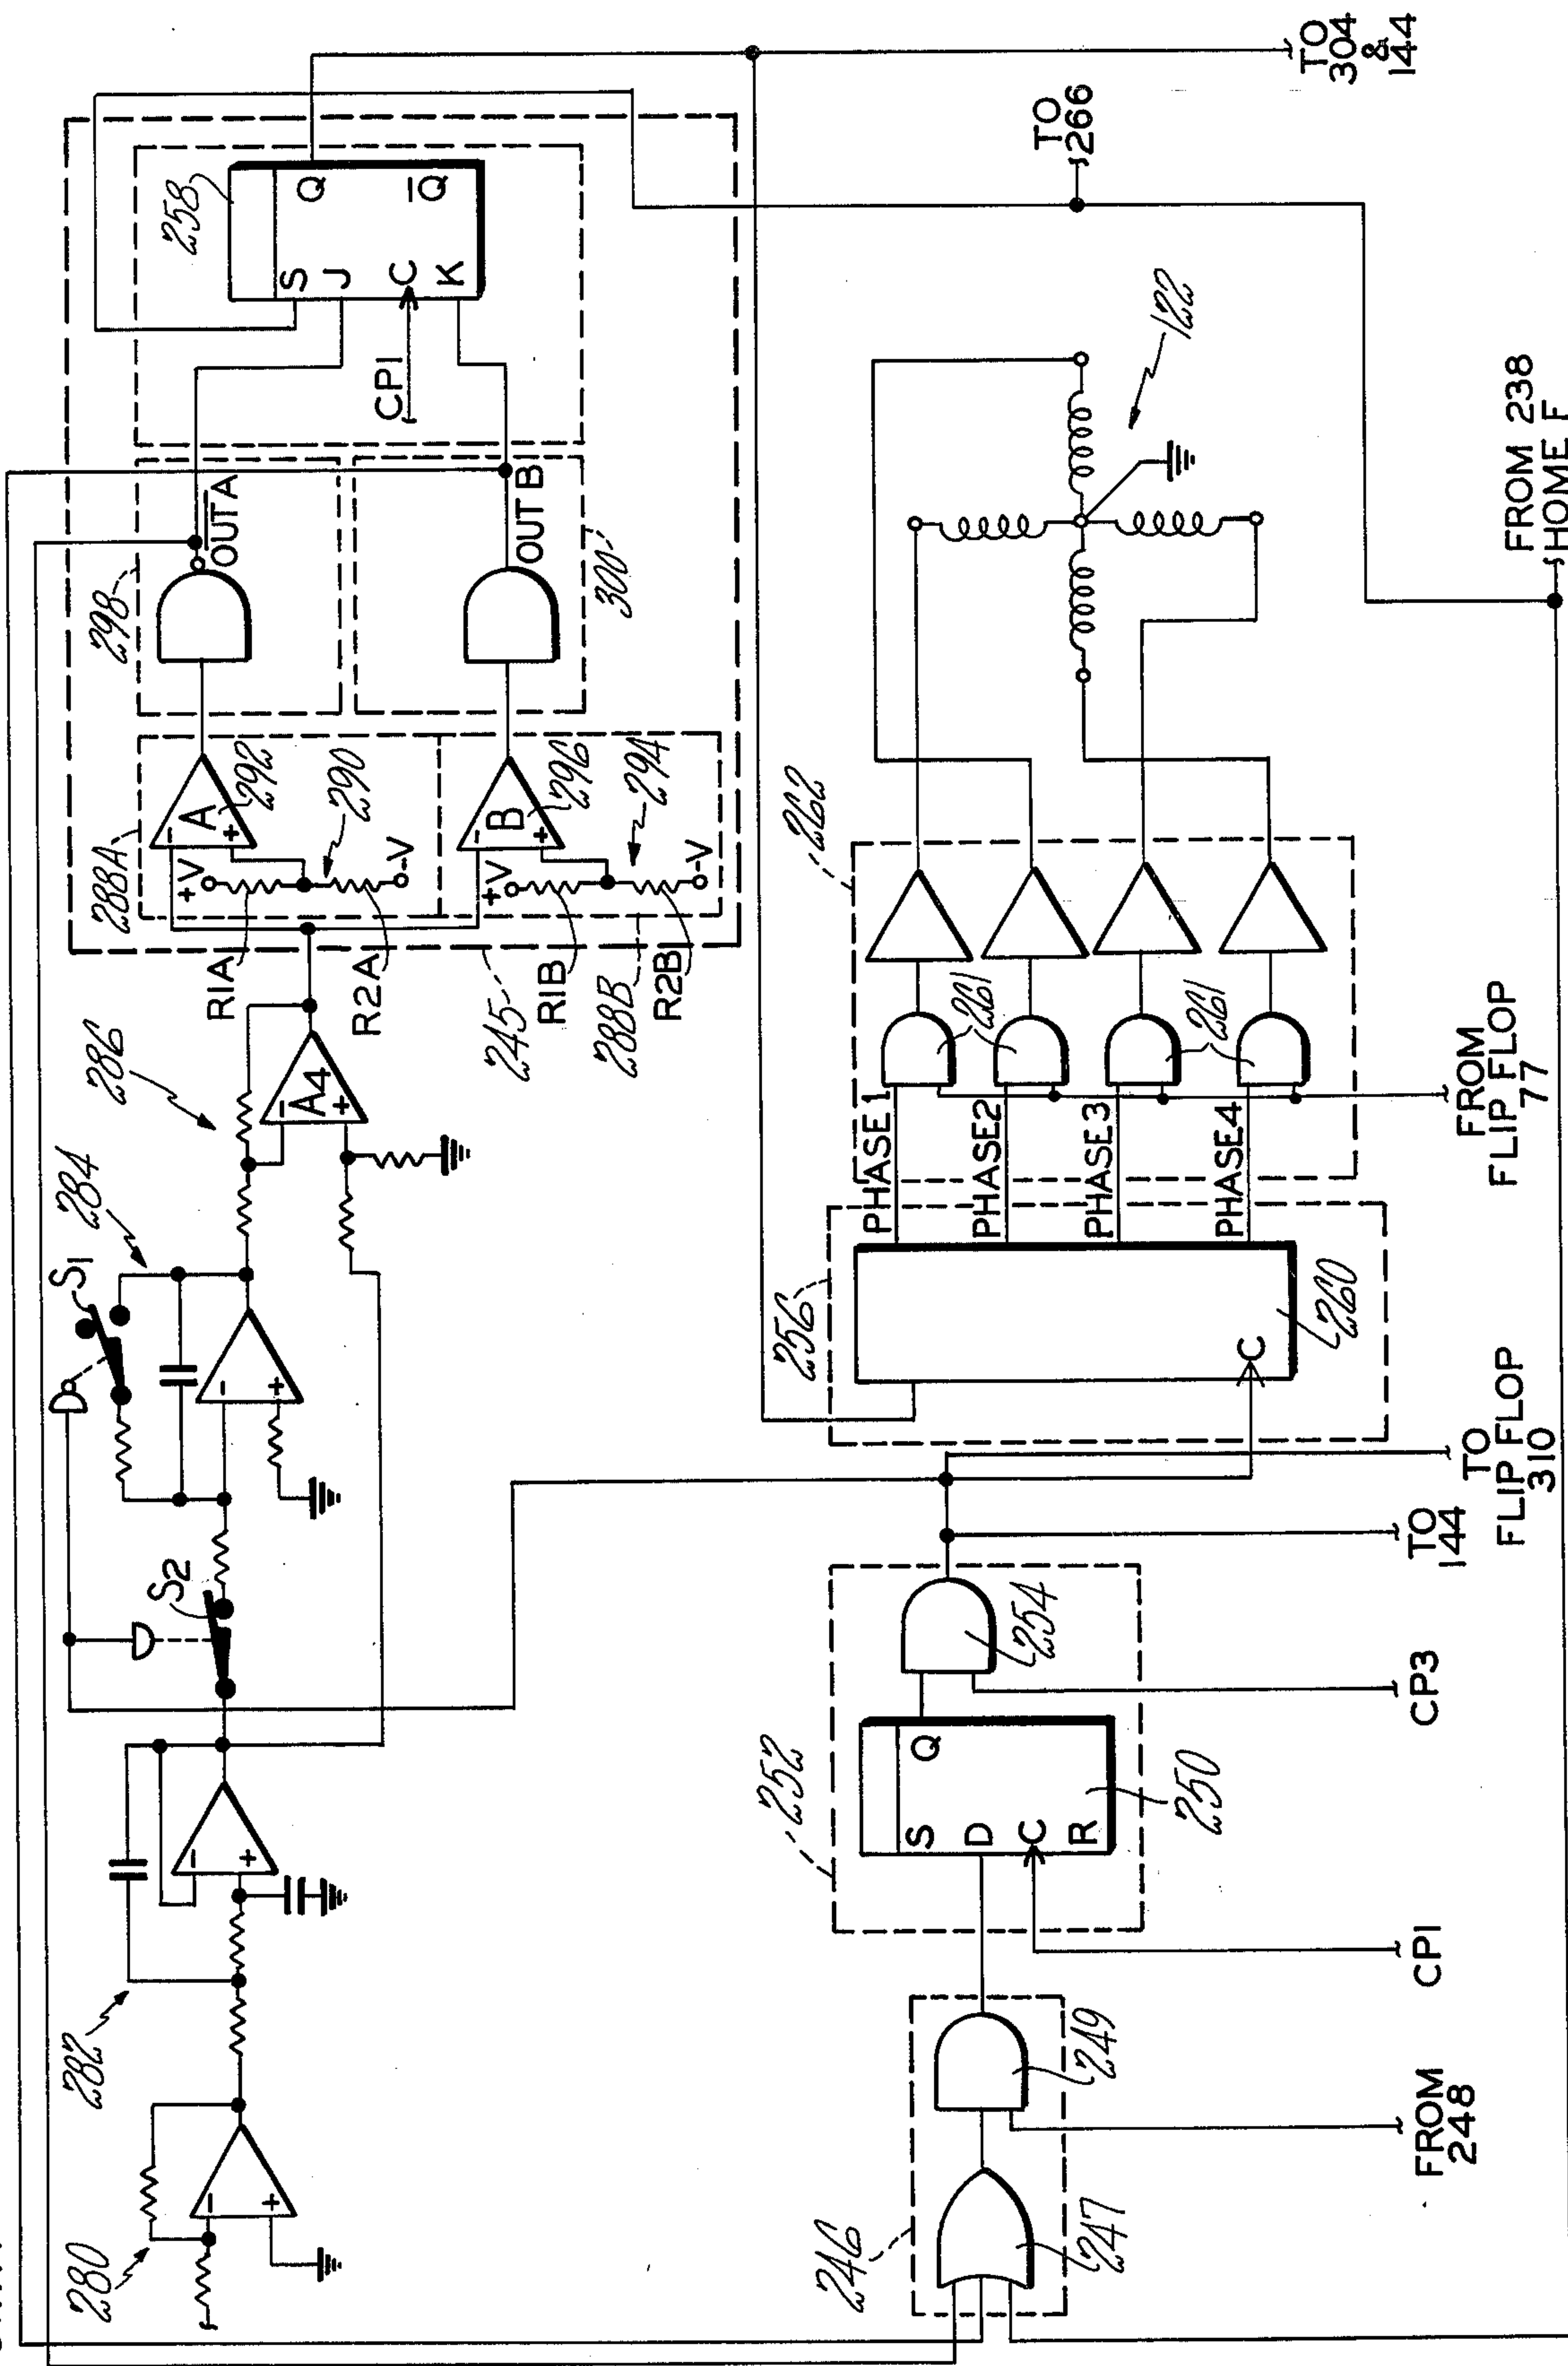 280
282
S2
S1
284
286
288A
298
258
A4
A
292
+V
290
-V
R1A
R2A
245
R1B
288B
R2B
B
296
+V
294
-V
OUT A
OUT B
300
S
J
C
K
Q
Q
CP1
TO
304
&
144
TO
266
122
262
261
261
PHASE 1
PHASE 2
PHASE 3
PHASE 4
256
C
260
FROM
FLIP FLOP
77
FROM 238
HOME F
252
S
D
C
R
Q
250
254
CP3
TO
144
TO
FLIP FLOP
310
246
247
249
FROM
248
CP1